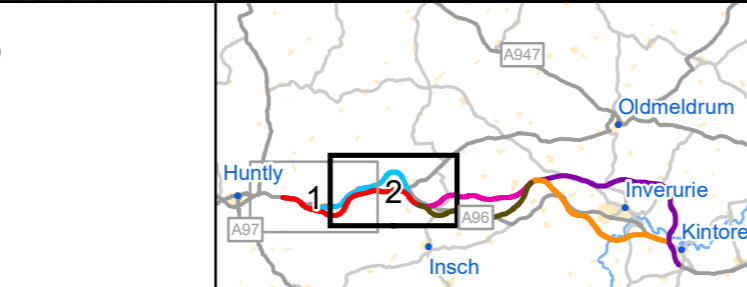 A947
Oldmeldrum
Huntly
1
2
Inverurie
A96
A97
Kintore
Insch